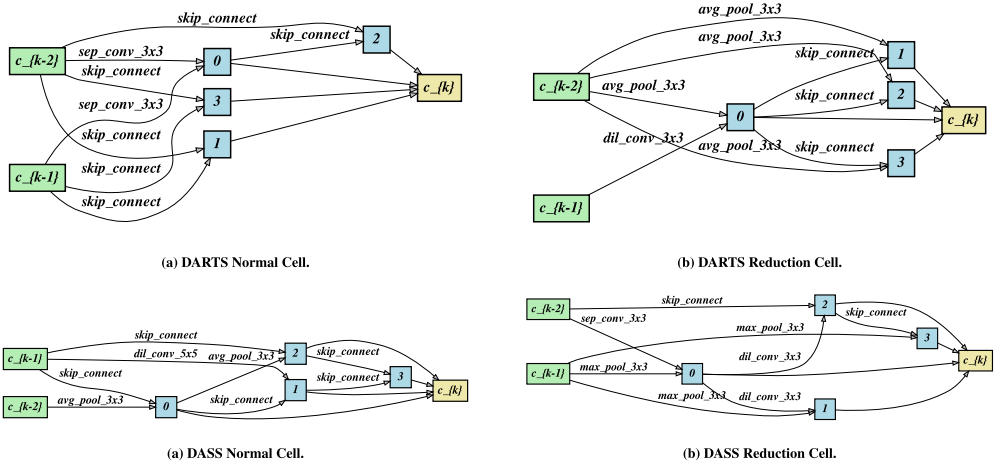 skip_connect
c_{k-2}
sep_conv_3x3
skip_connect
skip_connect
2
0
sep_conv_3x3
3
c_{k}
skip_connect
1
c_{k-1}
skip_connect
skip_connect
(a) DARTS Normal Cell.
avg_pool_3x3
avg_pool_3x3
skip_connect
1
c_{k-2}
avg_pool_3x3
skip_connect
2
0
c_{k}
dil_conv_3x3
avg_pool_3x3
skip_connect
3
c_{k-1}
(b) DARTS Reduction Cell.
skip_connect
c_{k-1}
dil_conv_5x5
avg_pool_3x3
2
skip_connect
skip_connect
skip_connect
3
1
c_{k}
c_{k-2}
avg_pool_3x3
0
skip_connect
(a) DASS Normal Cell.
c_{k-2}
skip_connect
2
skip_connect
sep_conv_3x3
max_pool_3x3
3
c_{k-1}
max_pool_3x3
0
dil_conv_3x3
c_{k}
max_pool_3x3
dil_conv_3x3
1
(b) DASS Reduction Cell.